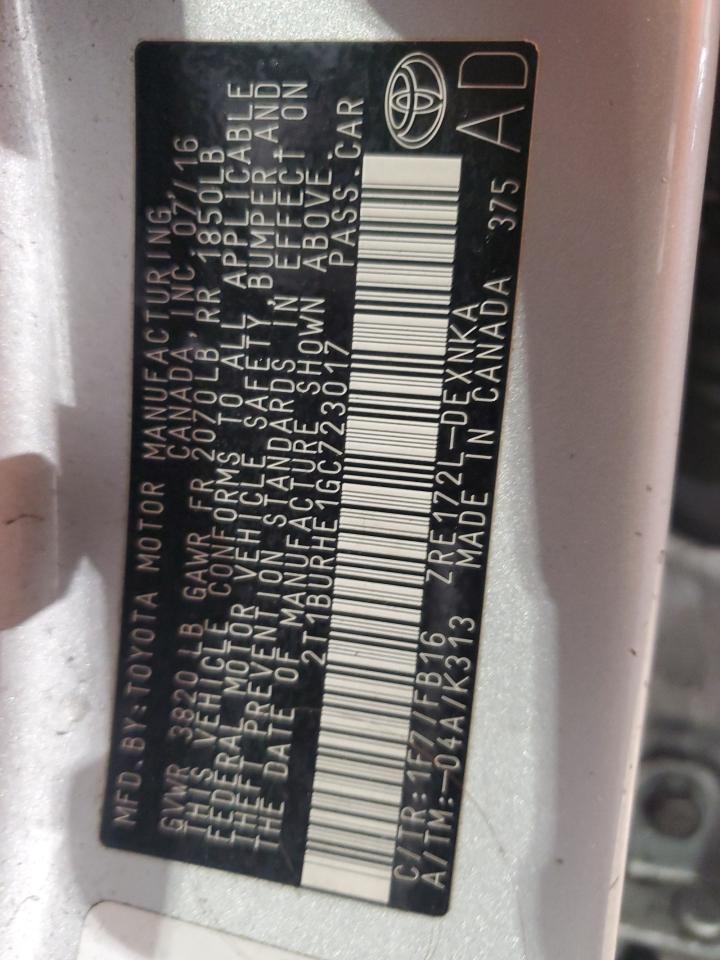 MFD.BY:TOYOTA MOTOR MANUFACTURING,
CANADA, INC 07/16
GVWR 3820 LB GAWR FR 2070LB RR 1850LB
THIS VEHICLE CONFORMS TO ALL APPLICABLE
FEDERAL MOTOR VEHICLE SAFETY,BUMPER,AND
THEFT PREVENTION STANDARDS IN EFFECT ON
THE DATE OF MANUFACTURE SHOWN ABOVE.
2T1BURHE1GC723017 PASS.CAR
C/TR:1F7/FB16 ZRE172L-DEXNKA
A/TM:-04A/K313 MADE IN CANADA 375
AD